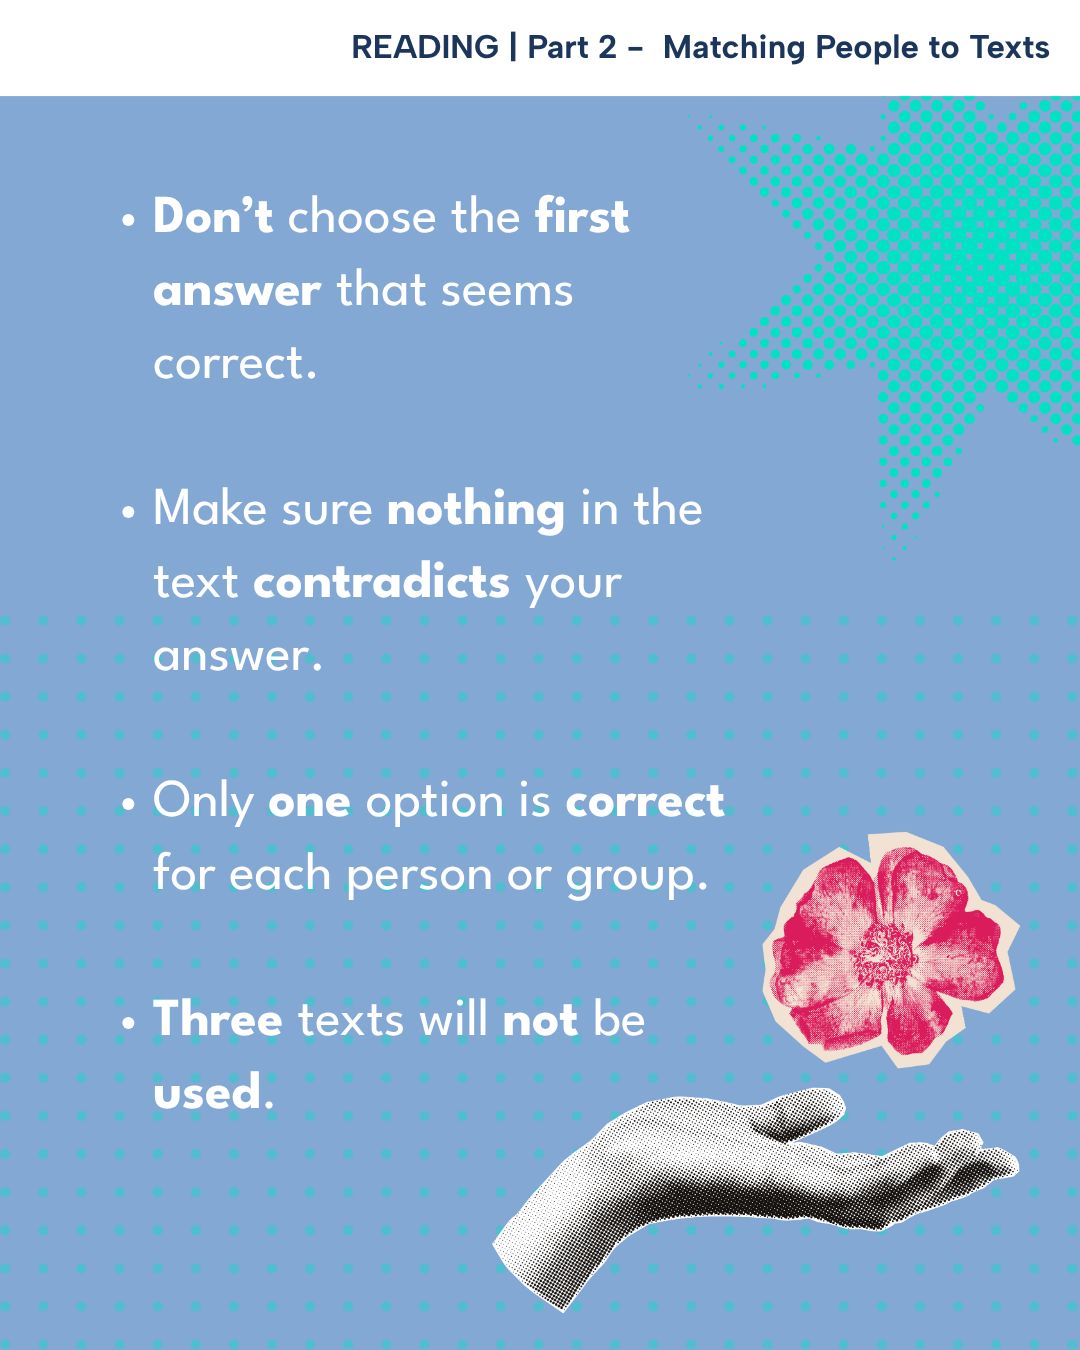 READING | Part 2 – Matching People to Texts
• Don’t choose the first
answer that seems
correct.
• Make sure nothing in the
text contradicts your
answer.
• Only one option is correct
for each person or group.
• Three texts will not be
used.